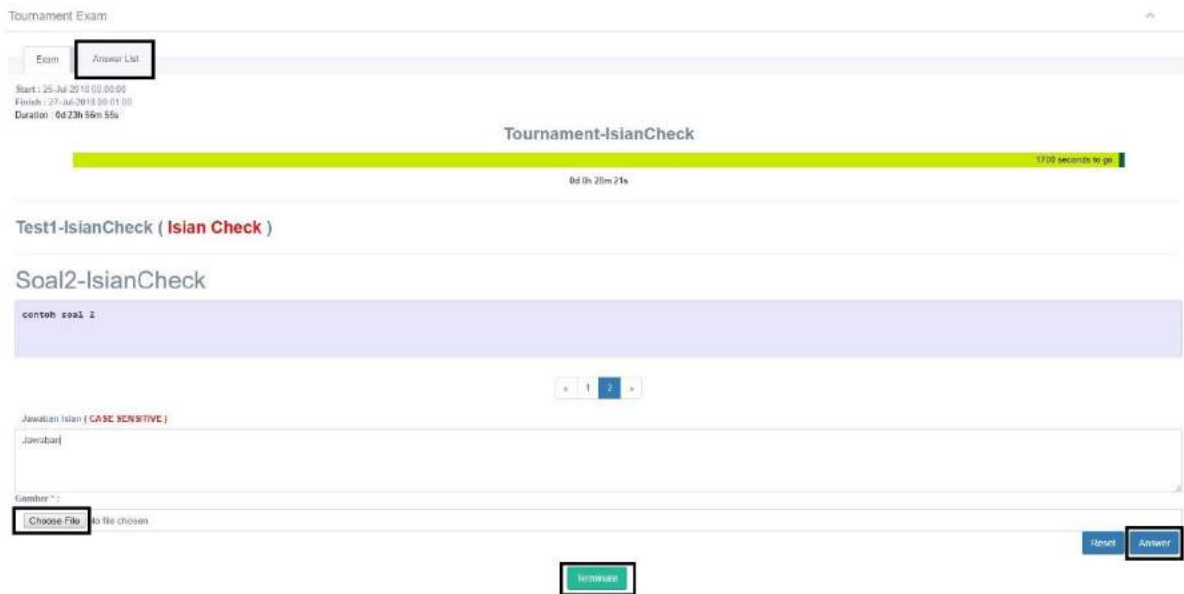 Tournament Exam
Exam Answer List
Start : 26-Jul-2018 00:00:00
Finish : 27-Jul-2018 00:01:00
Duration : 0d 23h 56m 55s
Tournament-IsianCheck
1700 seconds to go
0d 0h 28m 21s
Test1-IsianCheck ( Isian Check )
Soal2-IsianCheck
contoh soal 2
« 1 2 »
Jawaban Isian ( CASE SENSITIVE )
Jawaban
Gambar * :
Choose File No file chosen
Reset Answer
Terminate